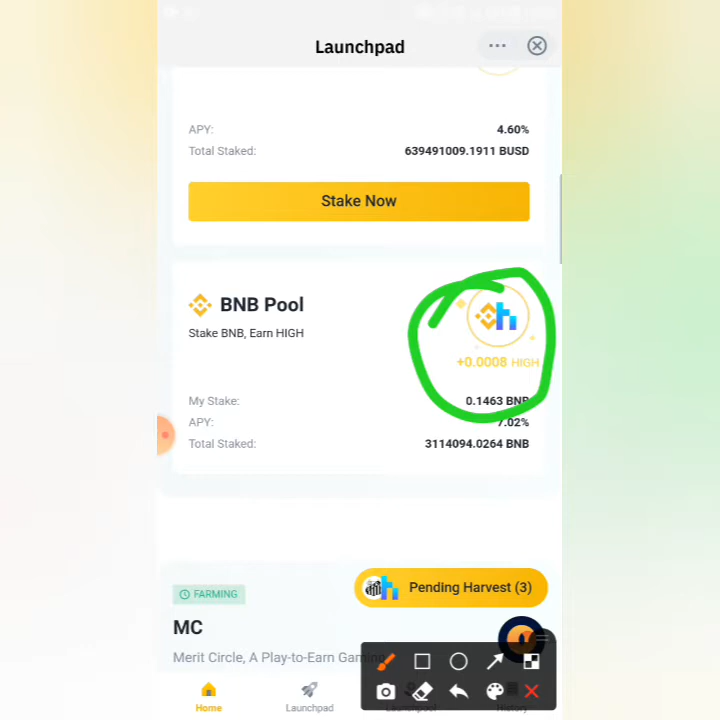 Launchpad
APY: 4.60%
Total Staked: 639491009.1911 BUSD
Stake Now
BNB Pool
Stake BNB, Earn HIGH
+0.0008 HIGH
My Stake: 0.1463 BNB
APY: 7.02%
Total Staked: 3114094.0264 BNB
Pending Harvest (3)
FARMING
MC
Merit Circle, A Play-to-Earn Gaming
Home
Launchpad
Launchpool
History